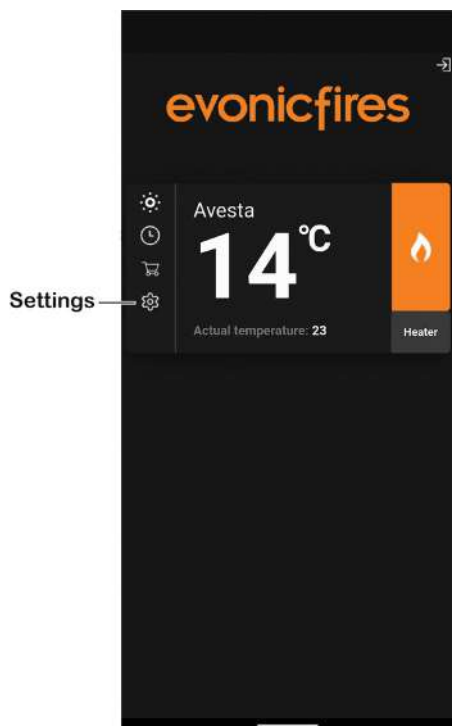 evonicfires
Avesta
14°C
Settings
Actual temperature: 23
Heater